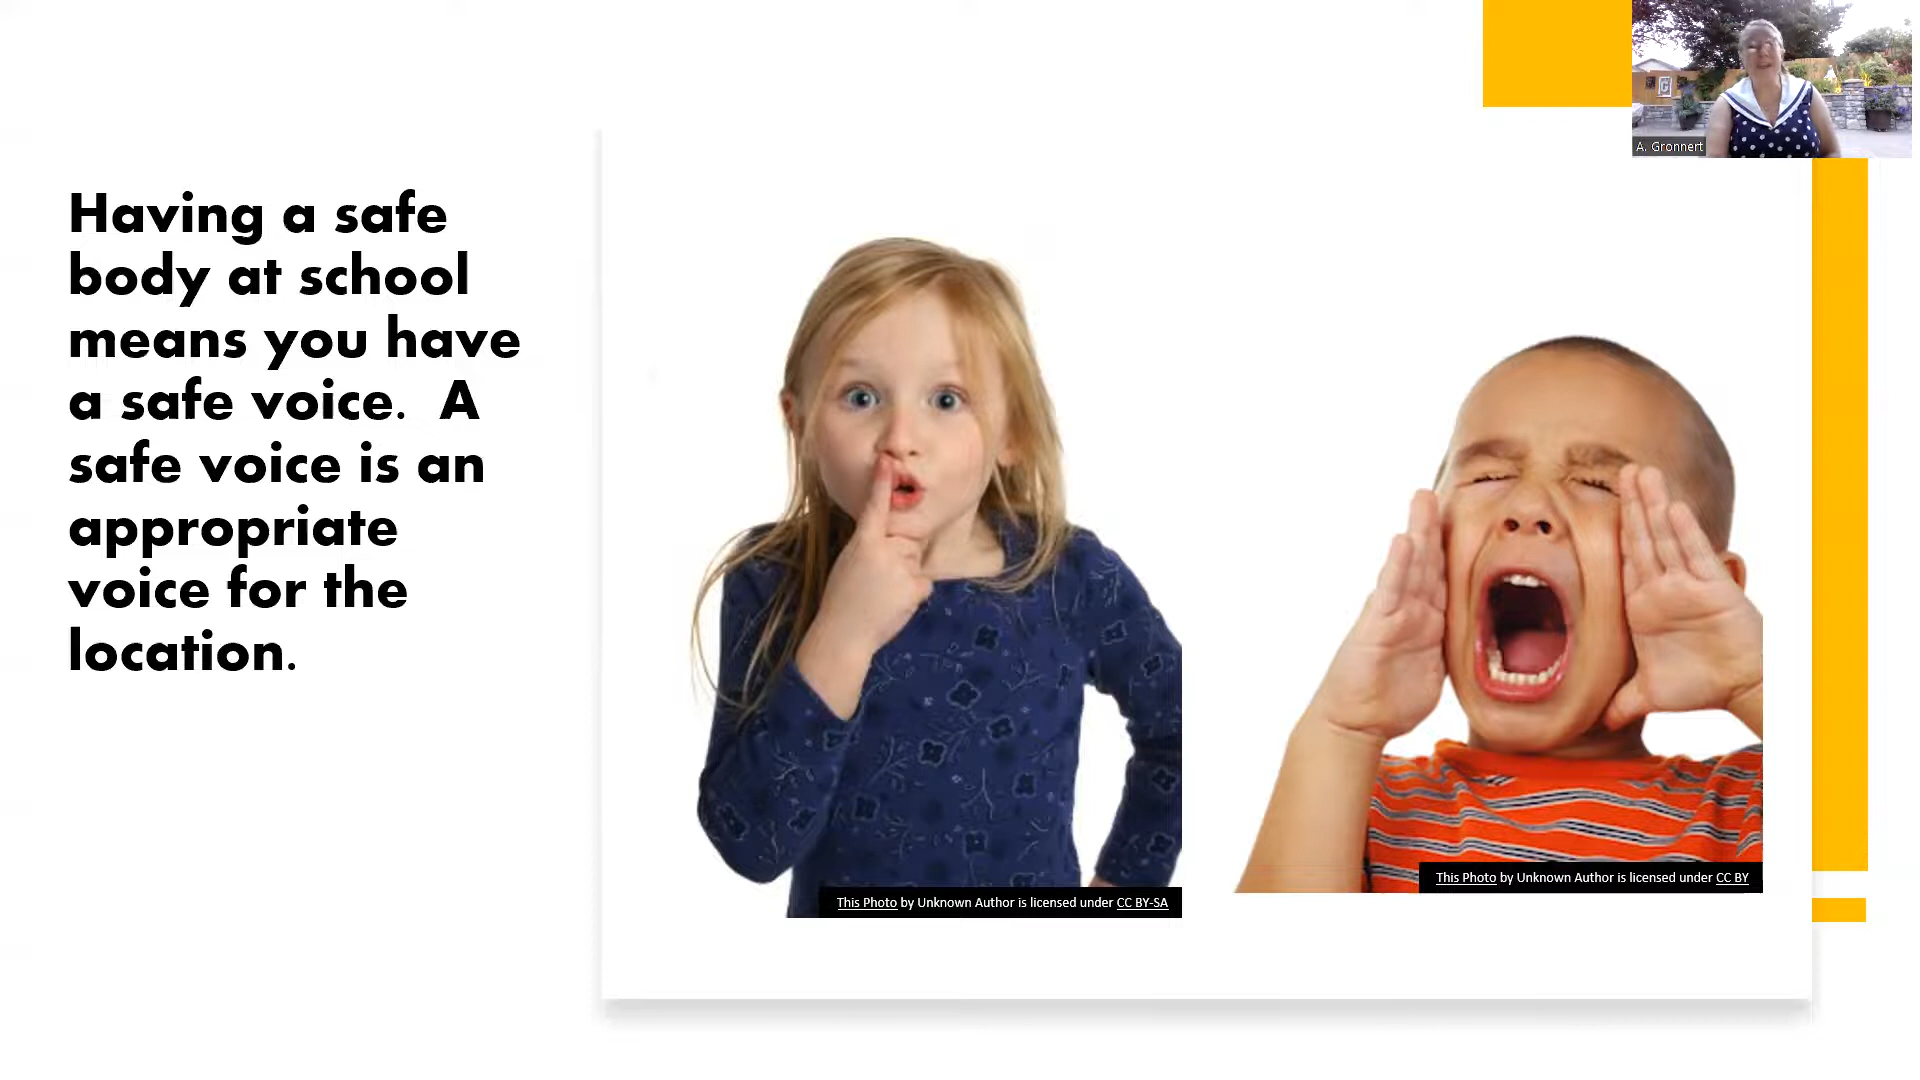 Having a safe
body at school
means you have
a safe voice.  A
safe voice is an
appropriate
voice for the
location.
A. Gronnert
G
This Photo by Unknown Author is licensed under CC BY-SA
This Photo by Unknown Author is licensed under CC BY